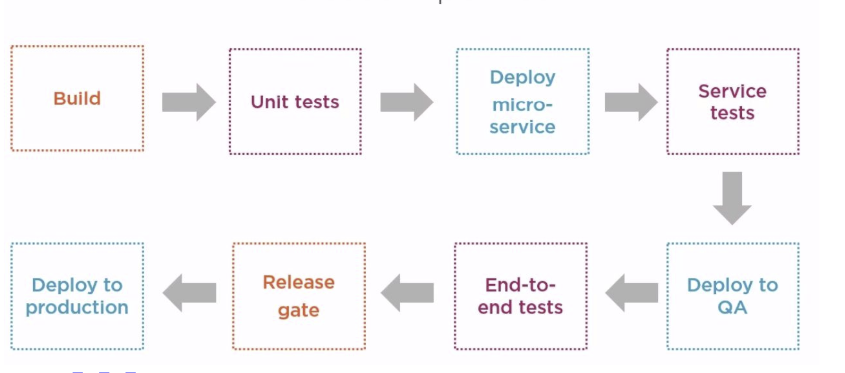 Build
Unit tests
Deploy
micro-
service
Service
tests
Deploy to
production
Release
gate
End-to-
end tests
Deploy to
QA